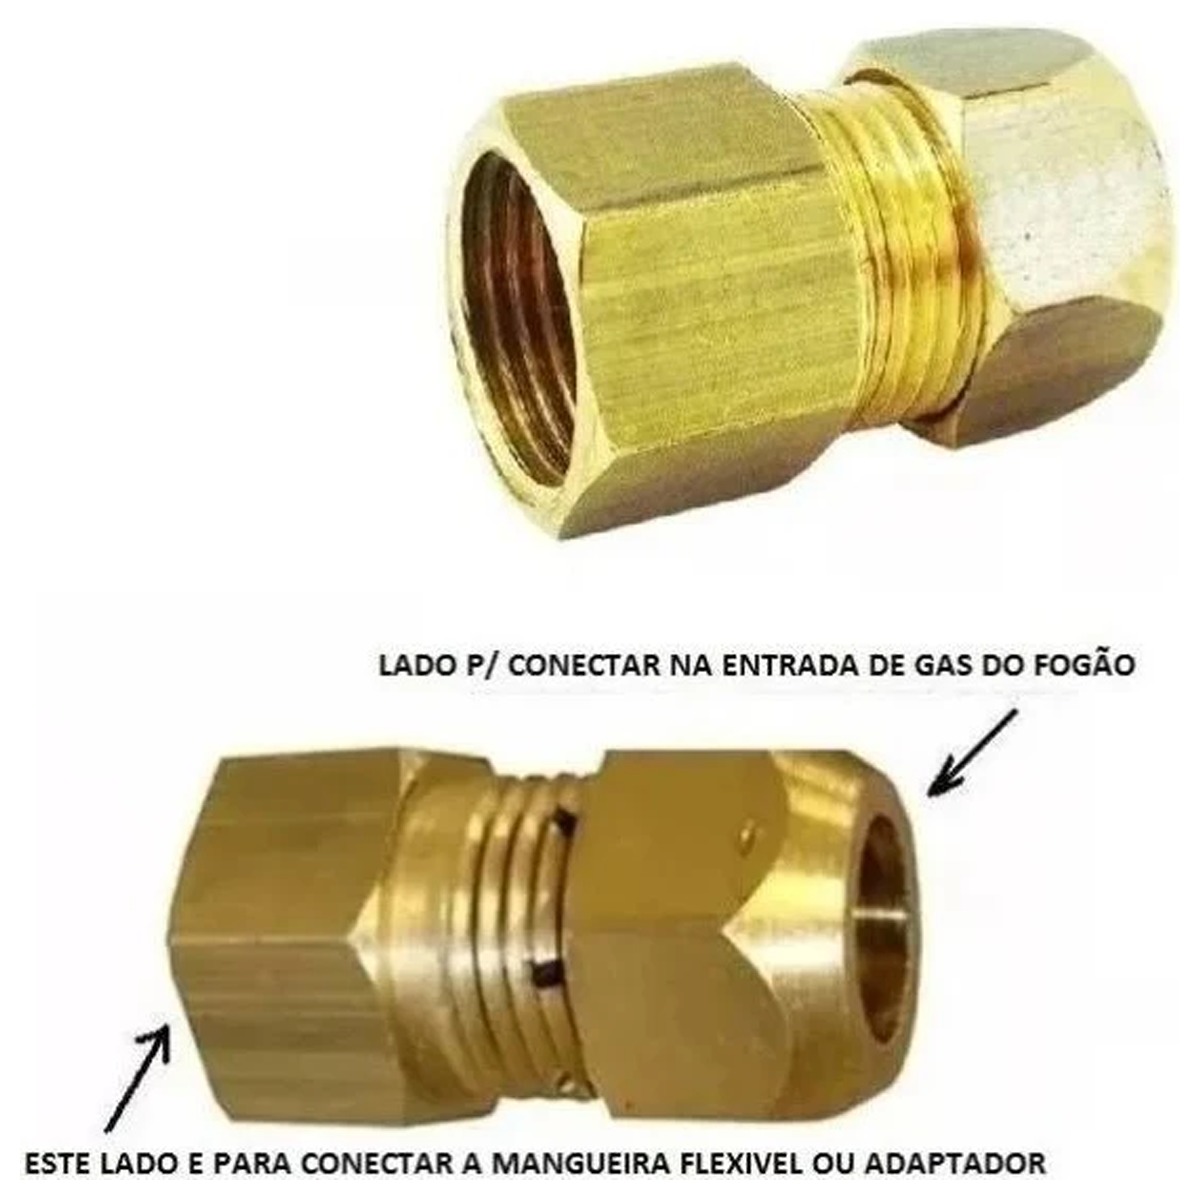 LADO P/ CONECTAR NA ENTRADA DE GAS DO FOGÃO
ESTE LADO E PARA CONECTAR A MANGUEIRA FLEXIVEL OU ADAPTADOR